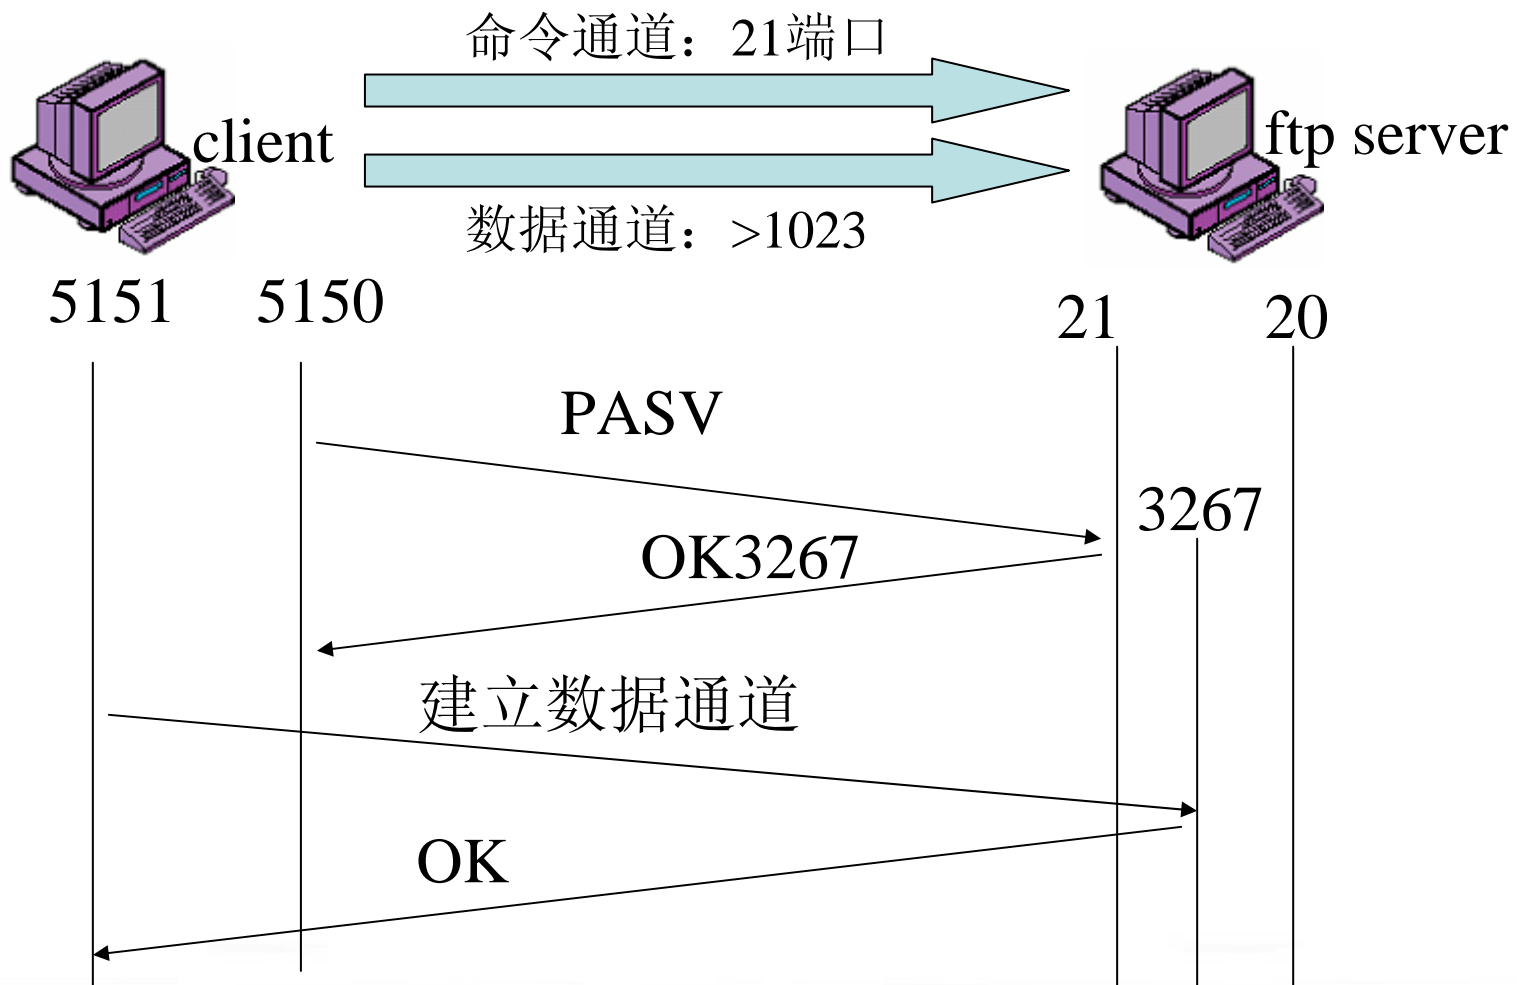 命令通道：21端口
client
ftp server
数据通道：>1023
5151 5150 21 20
PASV
3267
OK3267
建立数据通道
OK